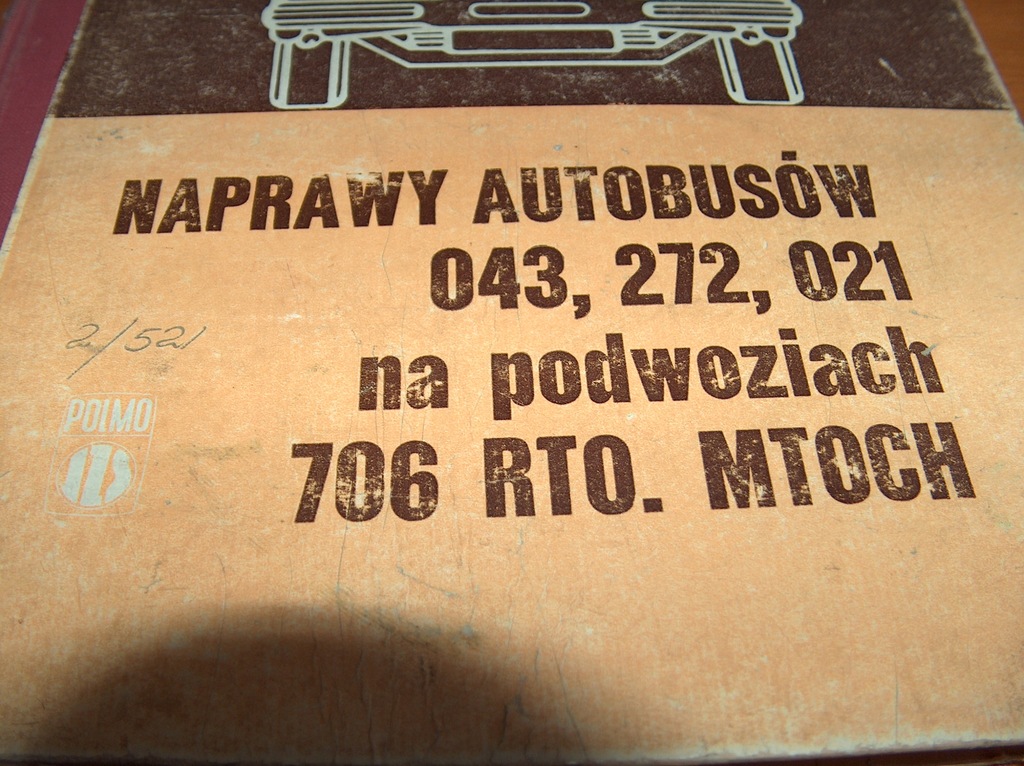 NAPRAWY AUTOBUSÓW
043, 272, 021
na podwoziach
706 RTO. MTOCH
2/521
POLMO